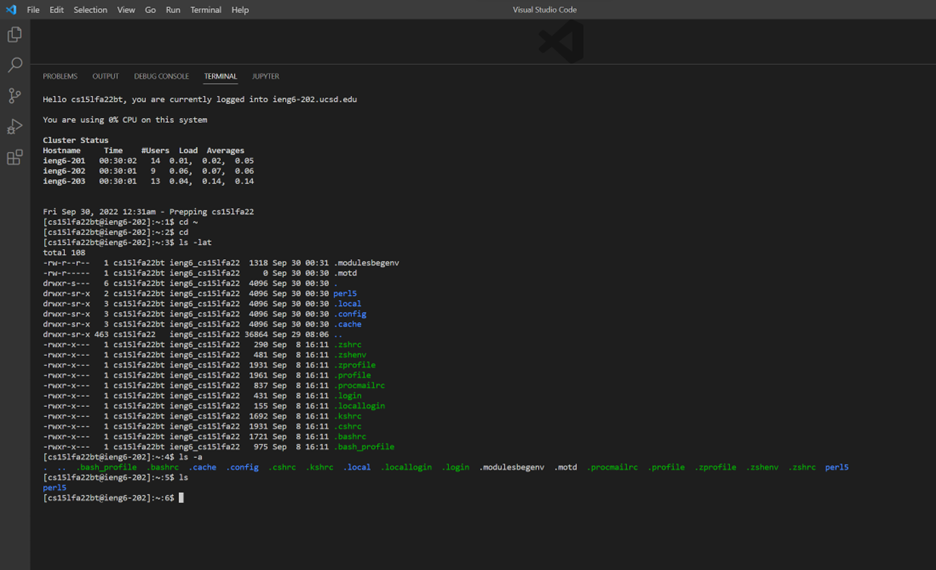 File Edit Selection View Go Run Terminal Help Visual Studio Code
PROBLEMS OUTPUT DEBUG CONSOLE TERMINAL JUPYTER
Hello cs15lfa22bt, you are currently logged into ieng6-202.ucsd.edu
You are using 0% CPU on this system
Cluster Status
Hostname Time #Users Load Averages
ieng6-201 00:30:02 14 0.01, 0.02, 0.05
ieng6-202 00:30:01 9 0.06, 0.07, 0.06
ieng6-203 00:30:01 13 0.04, 0.14, 0.14
Fri Sep 30, 2022 12:31am - Prepping cs15lfa22
[cs15lfa22bt@ieng6-202]:~:1$ cd ~
[cs15lfa22bt@ieng6-202]:~:2$ cd
[cs15lfa22bt@ieng6-202]:~:3$ ls -lat
total 108
-rw-r--r-- 1 cs15lfa22bt ieng6_cs15lfa22 1318 Sep 30 00:31 .modulesbegenv
-rw-r----- 1 cs15lfa22bt ieng6_cs15lfa22 0 Sep 30 00:30 .motd
drwxr-s--- 6 cs15lfa22bt ieng6_cs15lfa22 4096 Sep 30 00:30 .
drwxr-sr-x 2 cs15lfa22bt ieng6_cs15lfa22 4096 Sep 30 00:30 perl5
drwxr-sr-x 3 cs15lfa22bt ieng6_cs15lfa22 4096 Sep 30 00:30 .local
drwxr-sr-x 3 cs15lfa22bt ieng6_cs15lfa22 4096 Sep 30 00:30 .config
drwxr-sr-x 3 cs15lfa22bt ieng6_cs15lfa22 4096 Sep 30 00:30 .cache
drwxr-sr-x 463 cs15lfa22 ieng6_cs15lfa22 36864 Sep 29 08:06 ..
-rwxr-x--- 1 cs15lfa22bt ieng6_cs15lfa22 290 Sep 8 16:11 .zshrc
-rwxr-x--- 1 cs15lfa22bt ieng6_cs15lfa22 481 Sep 8 16:11 .zshenv
-rwxr-x--- 1 cs15lfa22bt ieng6_cs15lfa22 1931 Sep 8 16:11 .zprofile
-rwxr-x--- 1 cs15lfa22bt ieng6_cs15lfa22 1961 Sep 8 16:11 .profile
-rwxr-x--- 1 cs15lfa22bt ieng6_cs15lfa22 837 Sep 8 16:11 .procmailrc
-rwxr-x--- 1 cs15lfa22bt ieng6_cs15lfa22 431 Sep 8 16:11 .login
-rwxr-x--- 1 cs15lfa22bt ieng6_cs15lfa22 155 Sep 8 16:11 .locallogin
-rwxr-x--- 1 cs15lfa22bt ieng6_cs15lfa22 1692 Sep 8 16:11 .kshrc
-rwxr-x--- 1 cs15lfa22bt ieng6_cs15lfa22 1931 Sep 8 16:11 .cshrc
-rwxr-x--- 1 cs15lfa22bt ieng6_cs15lfa22 1721 Sep 8 16:11 .bashrc
-rwxr-x--- 1 cs15lfa22bt ieng6_cs15lfa22 975 Sep 8 16:11 .bash_profile
[cs15lfa22bt@ieng6-202]:~:4$ ls -a
. .. .bash_profile .bashrc .cache .config .cshrc .kshrc .local .locallogin .login .modulesbegenv .motd .procmailrc .profile .zprofile .zshenv .zshrc perl5
[cs15lfa22bt@ieng6-202]:~:5$ ls
perl5
[cs15lfa22bt@ieng6-202]:~:6$